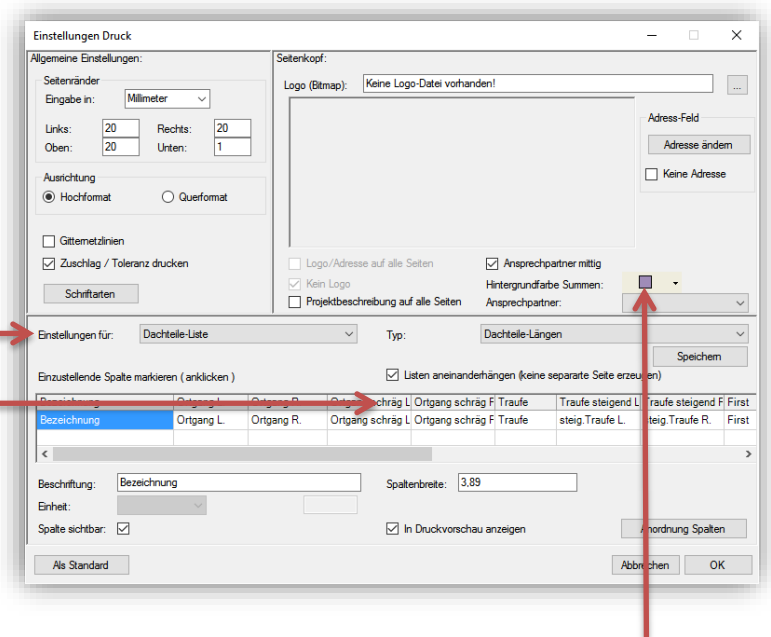 Einstellungen Druck
Allgemeine Einstellungen:
Seitenränder
Eingabe in: Millimeter
Links: 20 Rechts: 20
Oben: 20 Unten: 1
Ausrichtung
Hochformat Querformat
Gitternetzlinien
Zuschlag / Toleranz drucken
Schriftarten
Seitenkopf:
Logo (Bitmap): Keine Logo-Datei vorhanden! ...
Adress-Feld
Adresse ändern
Keine Adresse
Logo/Adresse auf alle Seiten Ansprechpartner mittig
Kein Logo Hintergrundfarbe Summen:
Projektbeschreibung auf alle Seiten Ansprechpartner:
Einstellungen für: Dachteile-Liste Typ: Dachteile-Längen
Speichern
Einzustellende Spalte markieren ( anklicken ) Listen aneinanderhängen (keine separarte Seite erzeugen)
Bezeichnung Ortgang L. Ortgang R. Ortgang schräg L Ortgang schräg F Traufe Traufe steigend L Traufe steigend F First
Bezeichnung Ortgang L. Ortgang R. Ortgang schräg L Ortgang schräg F Traufe steig.Traufe L. steig.Traufe R. First
Beschriftung: Bezeichnung Spaltenbreite: 3,89
Einheit:
Spalte sichtbar: In Druckvorschau anzeigen Anordnung Spalten
Als Standard Abbrechen OK